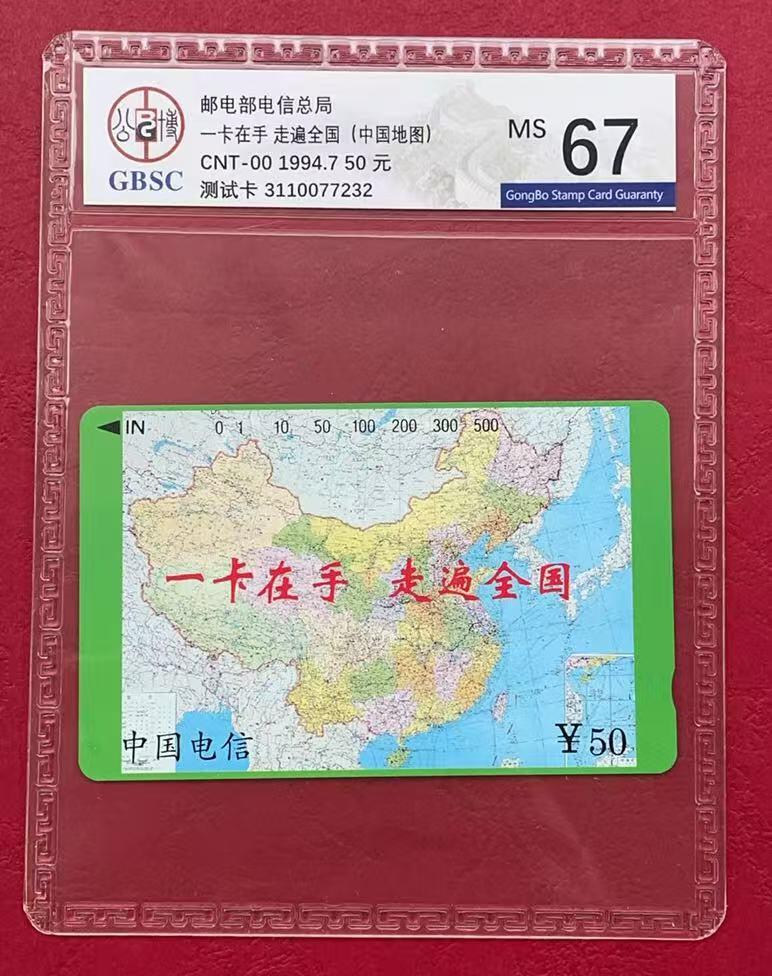 公博
GBSC
邮电部电信总局
一卡在手 走遍全国（中国地图）
CNT-00 1994.7 50 元
测试卡 3110077232
MS 67
GongBo Stamp Card Guaranty
IN 0 1 10 50 100 200 300 500
一卡在手 走遍全国
中国电信
￥50